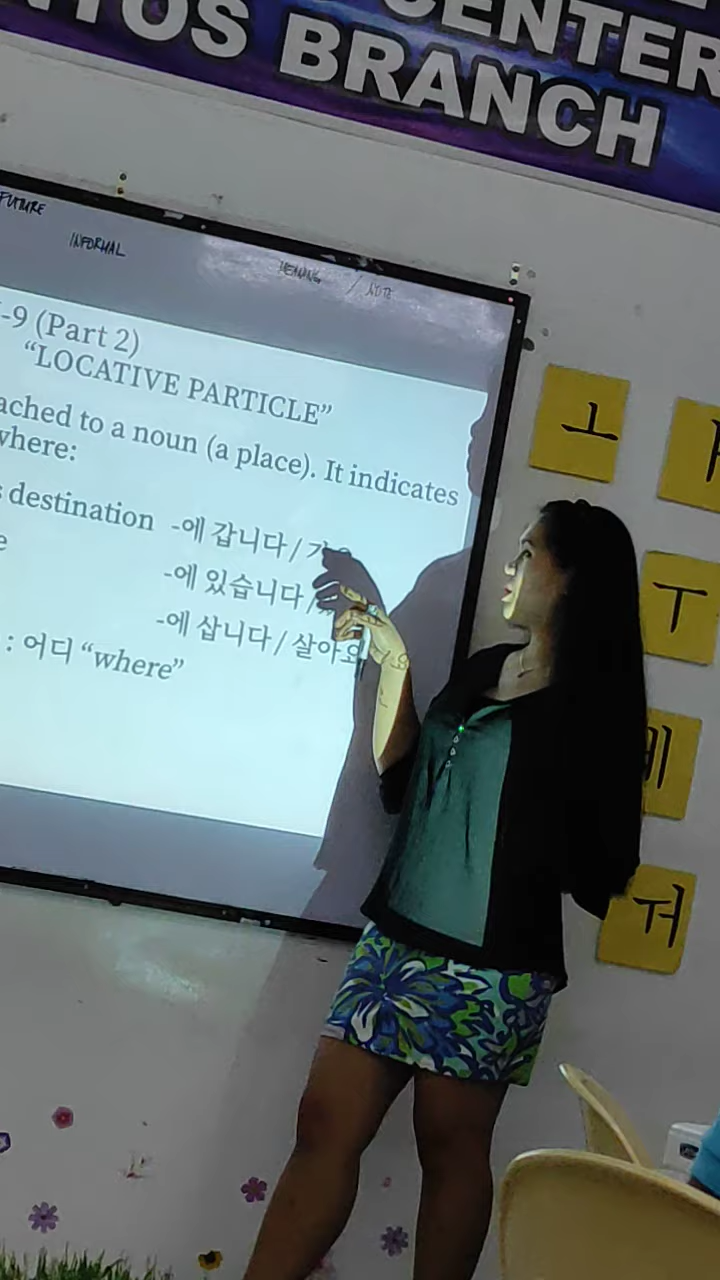 CENTER
NTOS BRANCH
FUTURE
INFORMAL
MEANING / NOTE
-9 (Part 2)
“LOCATIVE PARTICLE”
ached to a noun (a place). It indicates
where:
s destination -에 갑니다 / 가
e -에 있습니다 /
-에 삽니다 / 살아요
: 어디 “where”
ㅗ
ㅜ
ㅝ